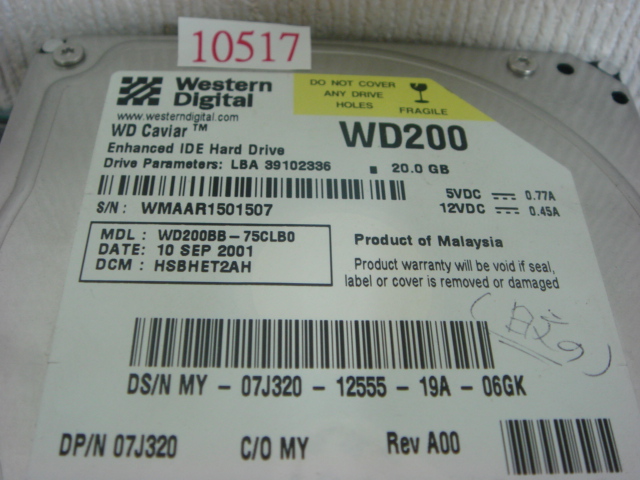 10517
Western
Digital
www.westerndigital.com
WD Caviar ™
Enhanced IDE Hard Drive
Drive Parameters: LBA 39102336 ■ 20.0 GB
DO NOT COVER
ANY DRIVE
HOLES
FRAGILE
WD200
S/N: WMAAR1501507
5VDC 0.77A
12VDC 0.45A
MDL : WD200BB-75CLB0
DATE: 10 SEP 2001
DCM : HSBHET2AH
Product of Malaysia
Product warranty will be void if seal,
label or cover is removed or damaged
DS/N MY - 07J320 - 12555 - 19A - 06GK
DP/N 07J320 C/O MY Rev A00